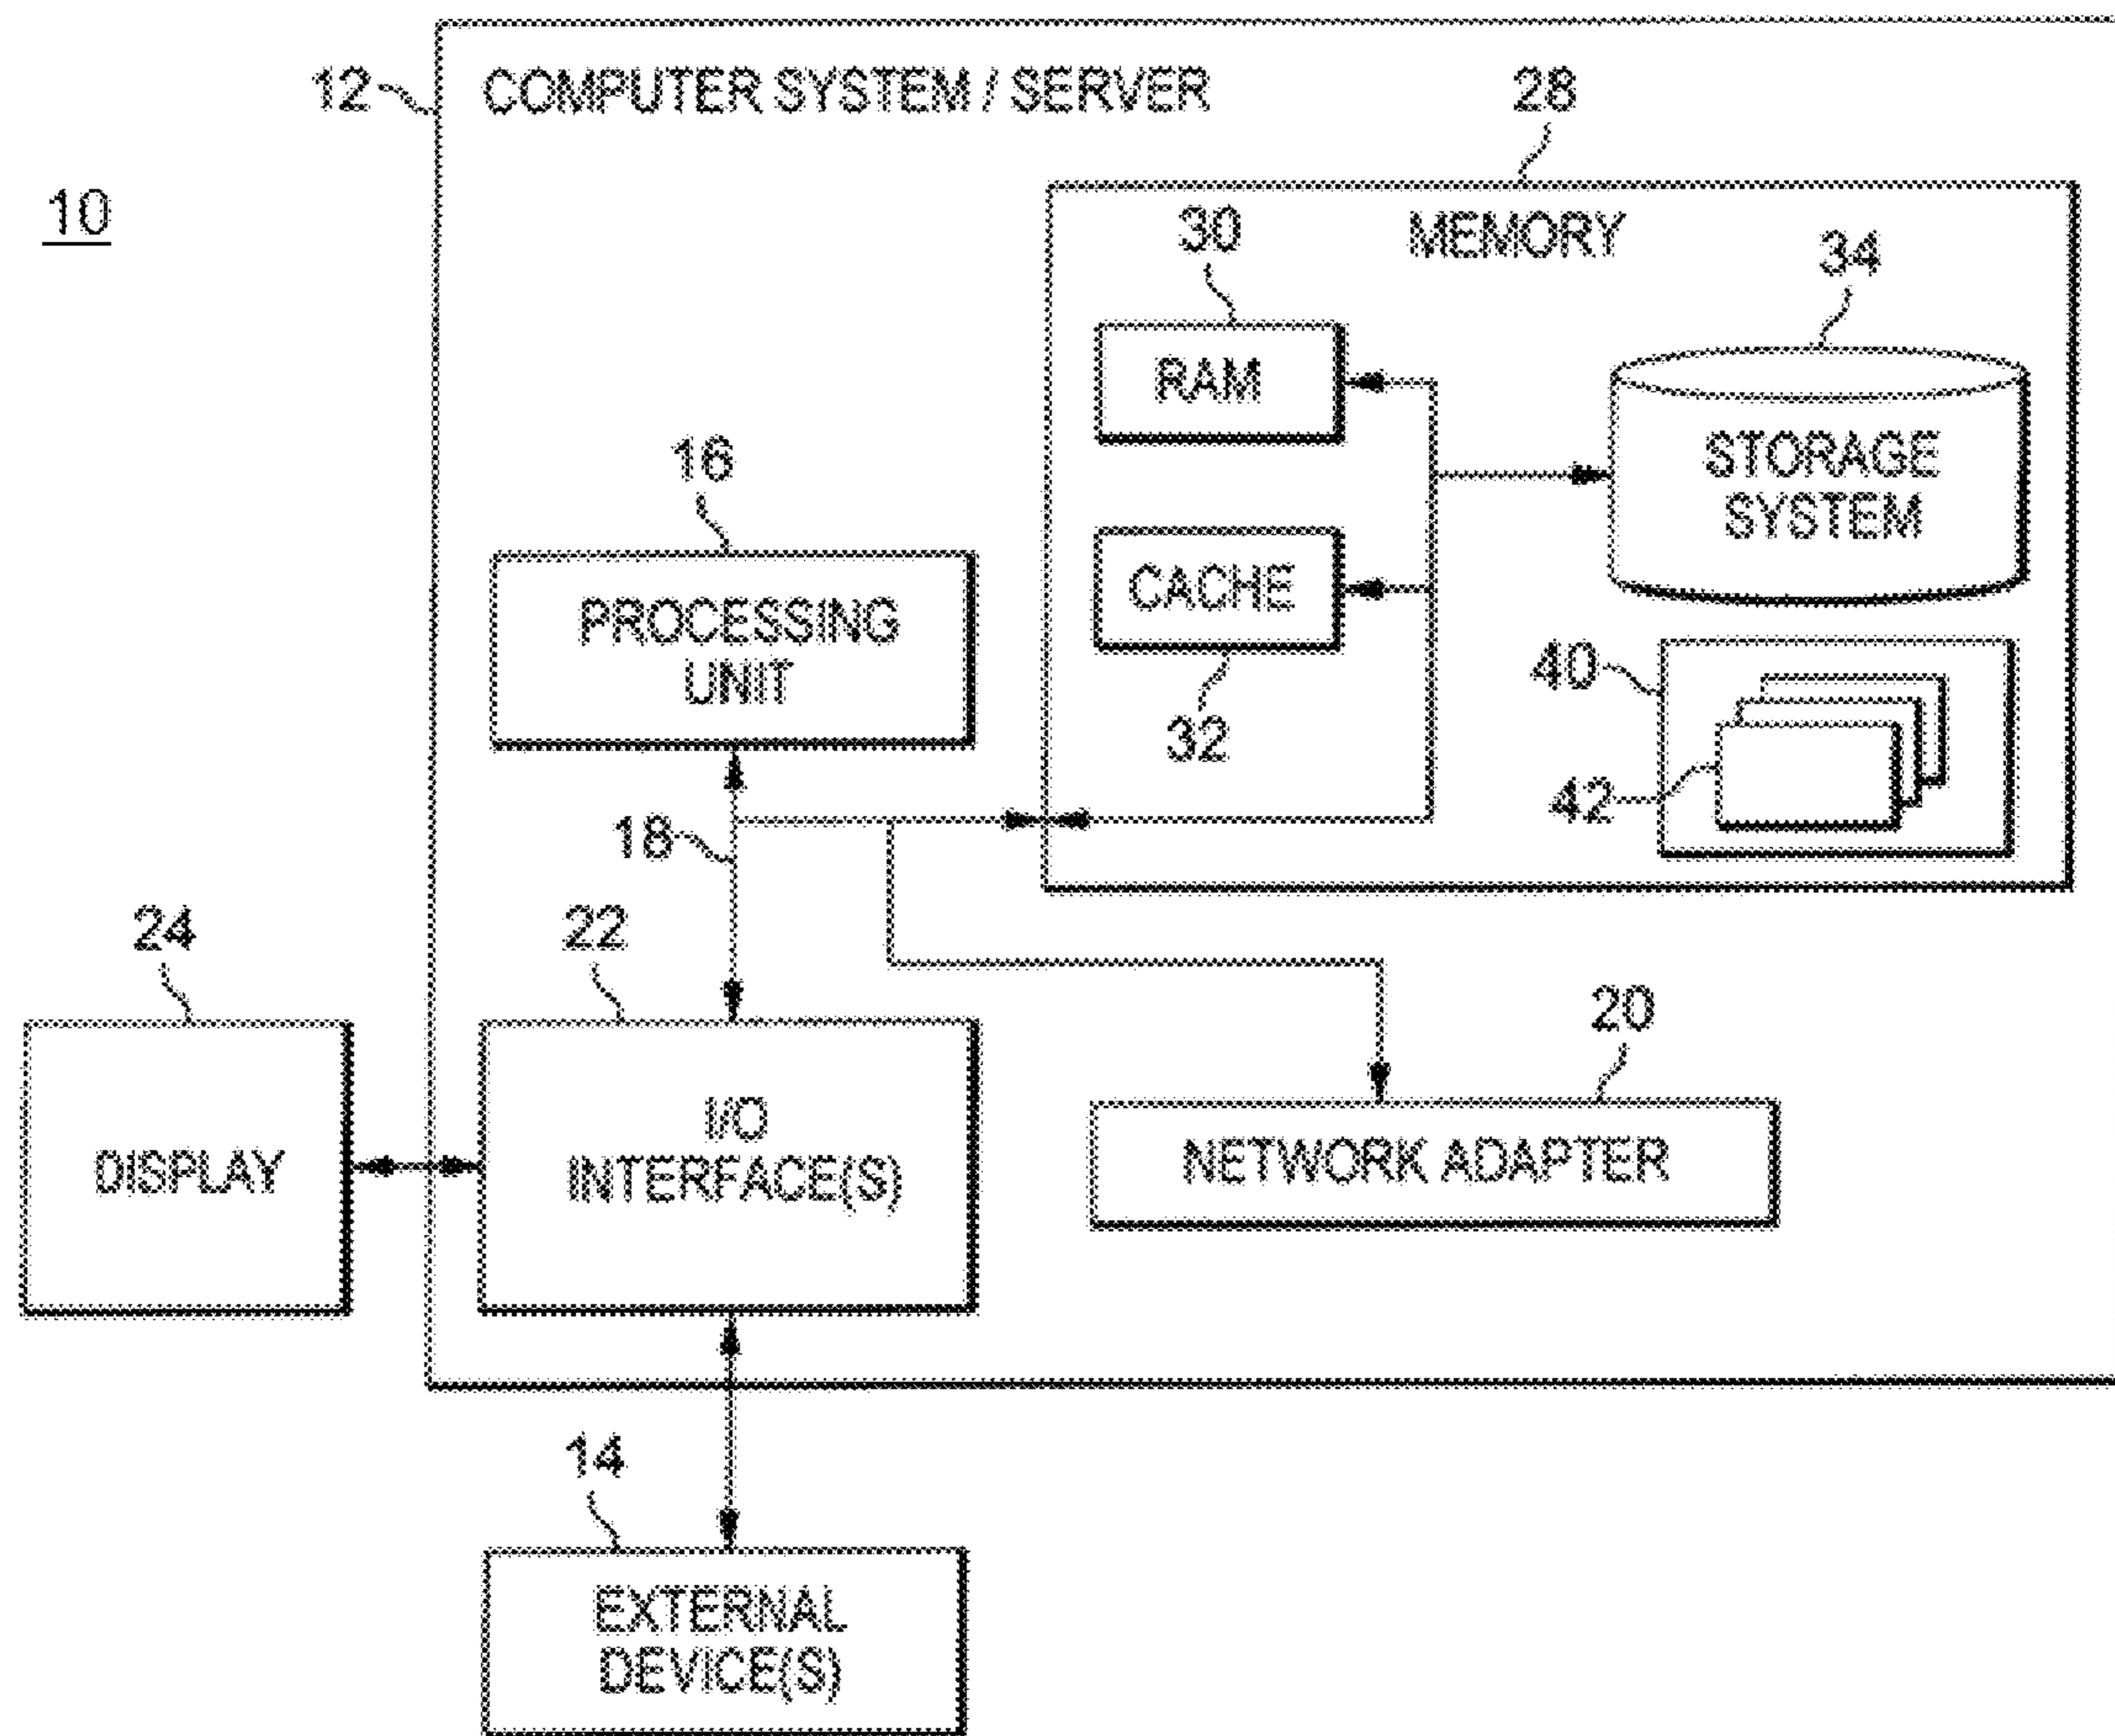 12
COMPUTER SYSTEM / SERVER
28
10
MEMORY
30
34
RAM
STORAGE
SYSTEM
16
PROCESSING
UNIT
CACHE
32
40
42
18
24
22
20
DISPLAY
I/O
INTERFACE(S)
NETWORK ADAPTER
14
EXTERNAL
DEVICE(S)